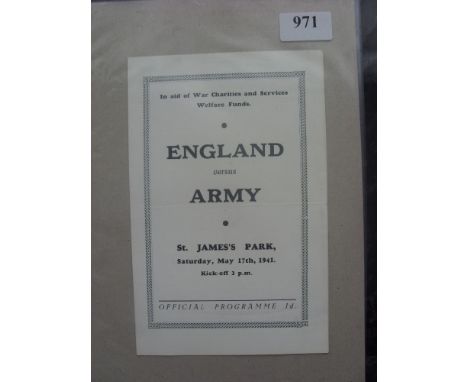 971
In aid of War Charities and Services
Welfare Funds.
ENGLAND
versus
ARMY
St. JAMES'S PARK,
Saturday, May 17th, 1941.
Kick-off 3 p.m.
OFFICIAL PROGRAMME 1d.